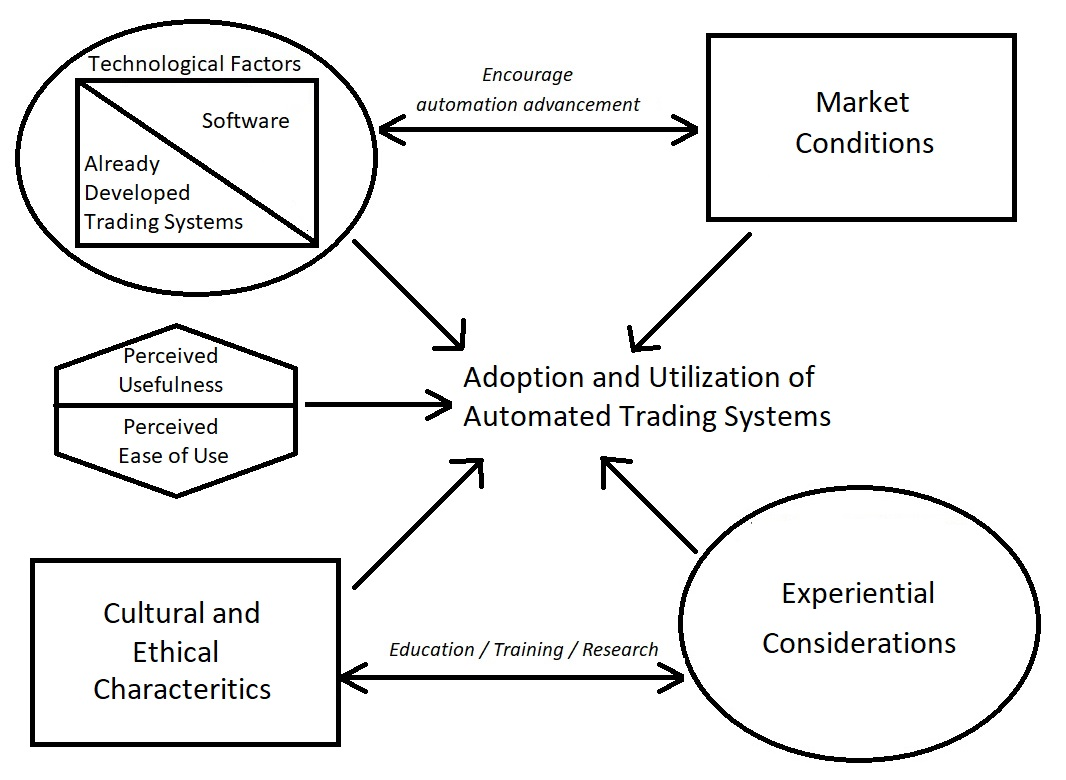 Technological Factors
Software
Already
Developed
Trading Systems
Encourage
automation advancement
Market
Conditions
Perceived
Usefulness
Perceived
Ease of Use
Adoption and Utilization of
Automated Trading Systems
Cultural and
Ethical
Characteritics
Education / Training / Research
Experiential
Considerations